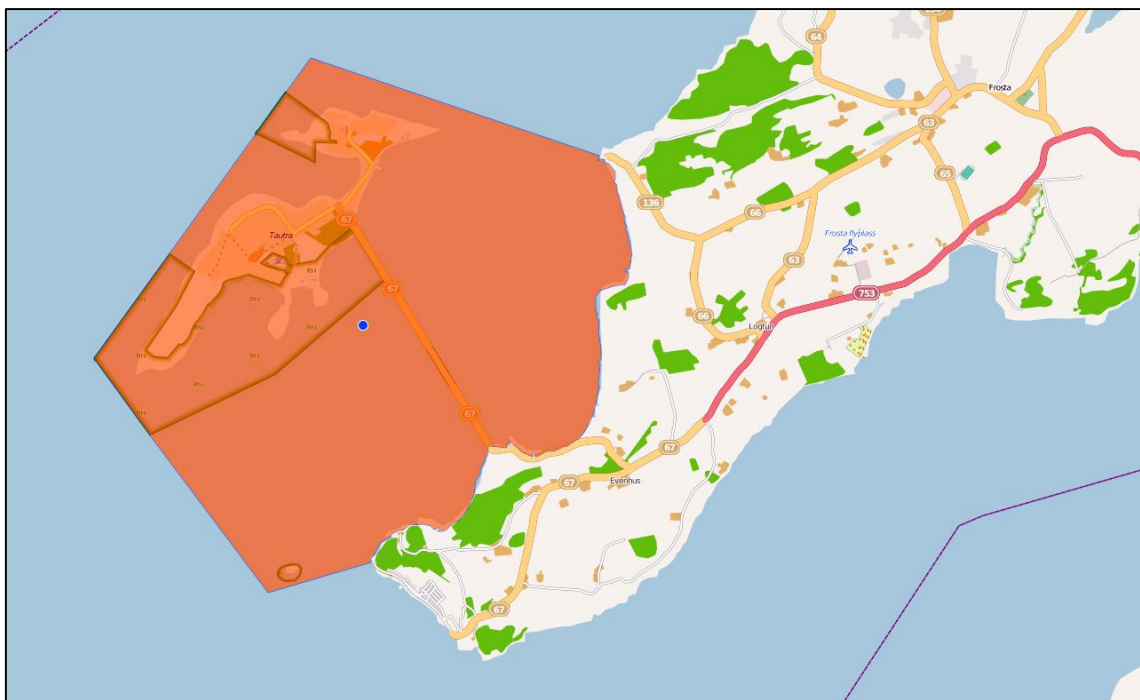 64
Frosta
63
65
136
66
67
Tautra
RN
Frosta flyplass
63
RN
RN
67
753
66
Logtun
RN
RN
RN
RN
67
67
Evenhus
67
67